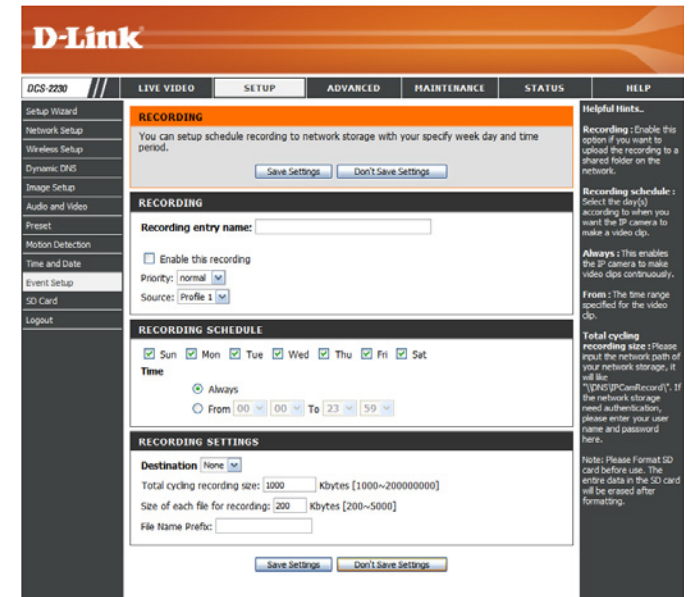 D-Link
DCS-2230
LIVE VIDEO
SETUP
ADVANCED
MAINTENANCE
STATUS
HELP
Setup Wizard
Network Setup
Wireless Setup
Dynamic DNS
Image Setup
Audio and Video
Preset
Motion Detection
Time and Date
Event Setup
SD Card
Logout
RECORDING
You can setup schedule recording to network storage with your specify week day and time
period.
Save Settings Don't Save Settings
RECORDING
Recording entry name:
Enable this recording
Priority: normal
Source: Profile 1
RECORDING SCHEDULE
Sun Mon Tue Wed Thu Fri Sat
Time
Always
From 00 00 To 23 59
RECORDING SETTINGS
Destination None
Total cycling recording size: 1000 Kbytes [1000~200000000]
Size of each file for recording: 200 Kbytes [200~5000]
File Name Prefix:
Save Settings Don't Save Settings
Helpful Hints..
Recording : Enable this
option if you want to
upload the recording to a
shared folder on the
network.
Recording schedule :
Select the day(s)
according to when you
want the IP camera to
make a video clip.
Always : This enables
the IP camera to make
video clips continuously.
From : The time range
specified for the video
clip.
Total cycling
recording size : Please
input the network path of
your network storage, it
will like
"\\DNS\IPCamRecord\". If
the network storage
need authentication,
please enter your user
name and password
here.
Note: Please Format SD
card before use. The
entire data in the SD card
will be erased after
formatting.